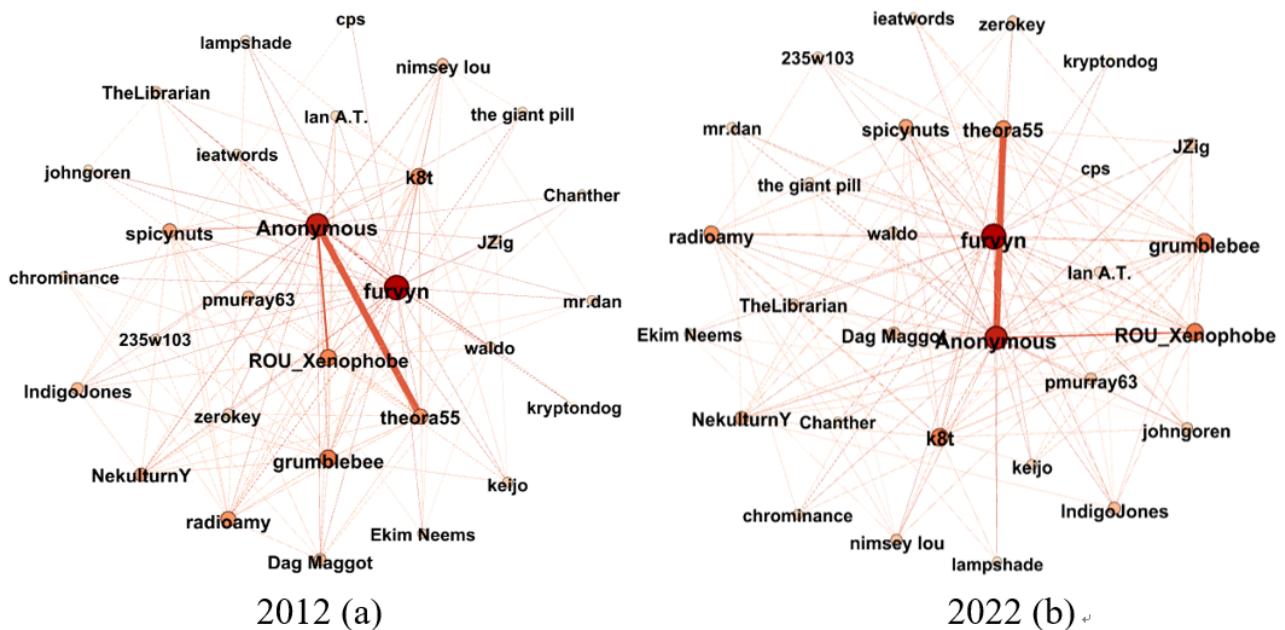 cps
lampshade
nimsey lou
TheLibrarian
Ian A.T.
the giant pill
ieatwords
johngoren
k8t
Chanther
Anonymous
spicynuts
JZig
chrominance
furvyn
pmurray63
mr.dan
235w103
waldo
ROU_Xenophobe
IndigoJones
kryptondog
zerokey
theora55
grumblebee
NekulturnY
keijo
radioamy
Ekim Neems
Dag Maggot
2012 (a)
ieatwords
zerokey
235w103
kryptondog
mr.dan
spicynuts
theora55
JZig
cps
the giant pill
radioamy
waldo
furvyn
grumblebee
Ian A.T.
TheLibrarian
Ekim Neems
Dag Maggot
Anonymous
ROU_Xenophobe
pmurray63
NekulturnY
Chanther
k8t
johngoren
keijo
chrominance
IndigoJones
nimsey lou
lampshade
2022 (b)